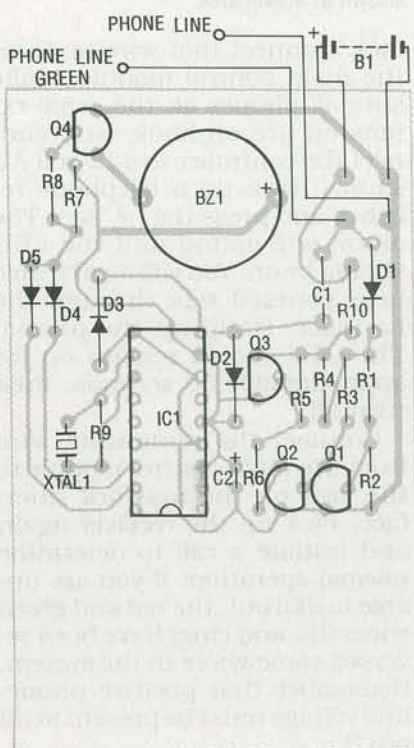 PHONE LINE
+
B1
PHONE LINE
GREEN
Q4
R8
R7
BZ1
+
D5
D4
D3
C1
R10
D1
D2
Q3
R5
R4
R3
R1
R9
IC1
XTAL1
+
C2
R6
Q2
Q1
R2